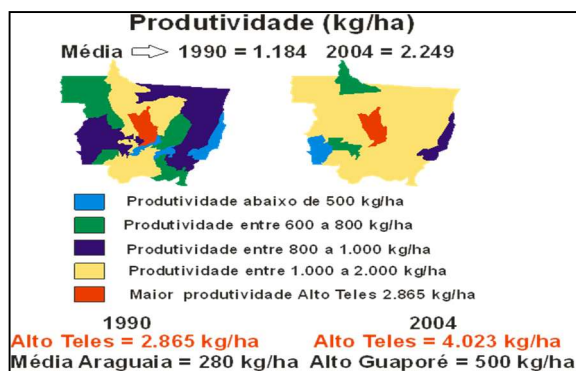 Produtividade (kg/ha)
Média 1990 = 1.184 2004 = 2.249
Produtividade abaixo de 500 kg/ha
Produtividade entre 600 a 800 kg/ha
Produtividade entre 800 a 1.000 kg/ha
Produtividade entre 1.000 a 2.000 kg/ha
Maior produtividade Alto Teles 2.865 kg/ha
1990 2004
Alto Teles = 2.865 kg/ha Alto Teles = 4.023 kg/ha
Média Araguaia = 280 kg/ha Alto Guaporé = 500 kg/ha